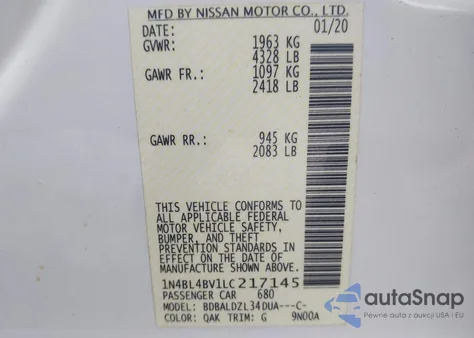 MFD BY NISSAN MOTOR CO., LTD.
DATE: 01/20
GVWR: 1963 KG
4328 LB
GAWR FR.: 1097 KG
2418 LB
GAWR RR.: 945 KG
2083 LB
THIS VEHICLE CONFORMS TO
ALL APPLICABLE FEDERAL
MOTOR VEHICLE SAFETY,
BUMPER, AND THEFT
PREVENTION STANDARDS IN
EFFECT ON THE DATE OF
MANUFACTURE SHOWN ABOVE.
1N4BL4BV1LC217145
PASSENGER CAR 680
MODEL: BDBALDZL34DUA---C-
COLOR: QAK TRIM: G 9N00A
autoSnap
Pewne auta z aukcji w USA i Kanadzie